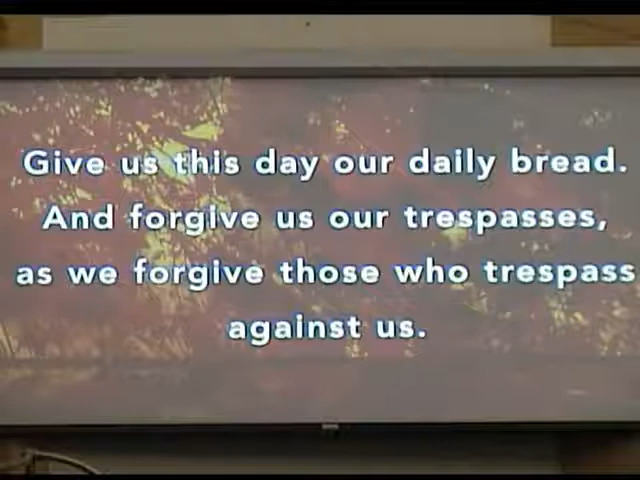 Give us this day our daily bread.
And forgive us our trespasses,
as we forgive those who trespass
against us.